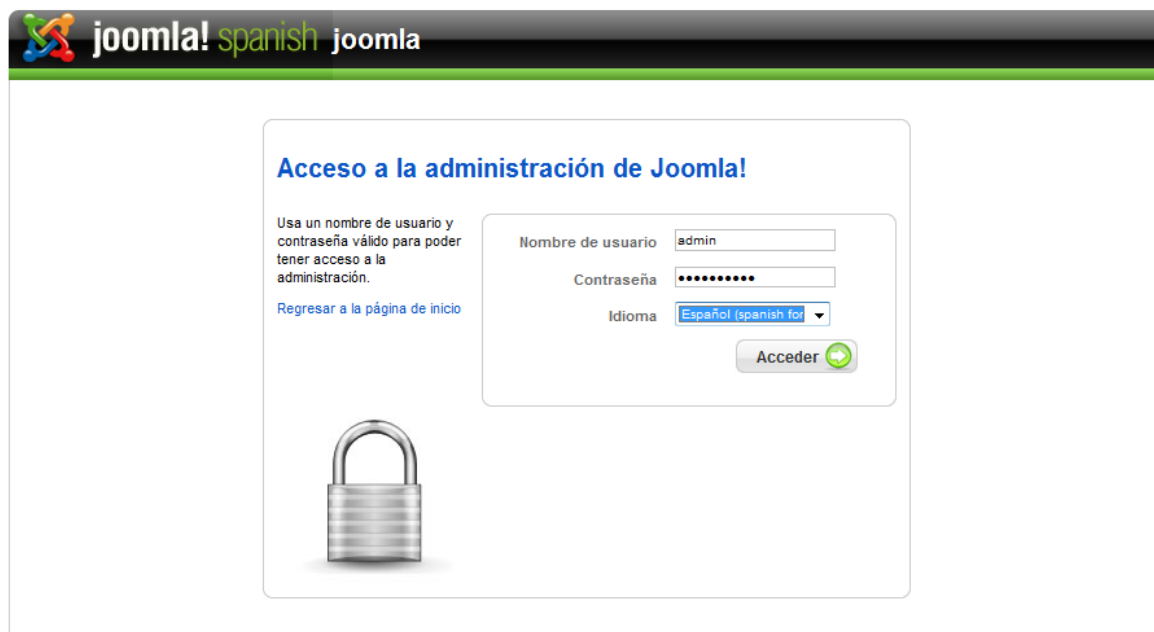 joomla! spanish joomla
Acceso a la administración de Joomla!
Usa un nombre de usuario y
contraseña válido para poder
tener acceso a la
administración.
Regresar a la página de inicio
Nombre de usuario admin
Contraseña ••••••••••
Idioma Español (spanish for
Acceder